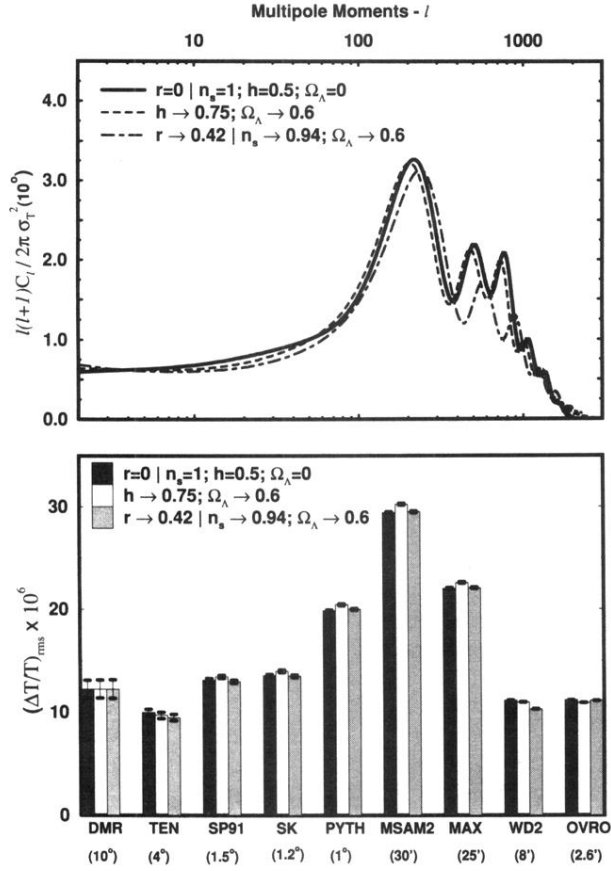 Multipole Moments - l
10 100 1000
4.0
3.0
2.0
1.0
0.0
l(l+1)C_l / 2π σ_T^2(10°)
r=0 | n_s=1; h=0.5; Ω_Λ=0
h → 0.75; Ω_Λ → 0.6
r → 0.42 | n_s → 0.94; Ω_Λ → 0.6
30
20
10
0
(ΔT/T)_rms x 10^6
r=0 | n_s=1; h=0.5; Ω_Λ=0
h → 0.75; Ω_Λ → 0.6
r → 0.42 | n_s → 0.94; Ω_Λ → 0.6
DMR TEN SP91 SK PYTH MSAM2 MAX WD2 OVRO
(10°) (4°) (1.5°) (1.2°) (1°) (30') (25') (8') (2.6')